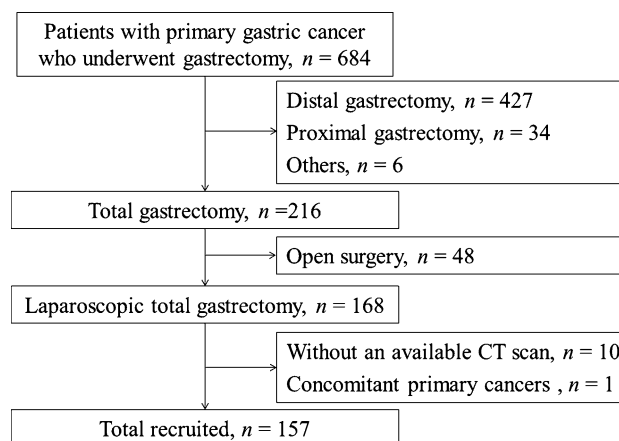 Patients with primary gastric cancer
who underwent gastrectomy, n = 684
Distal gastrectomy, n = 427
Proximal gastrectomy, n = 34
Others, n = 6
Total gastrectomy, n =216
Open surgery, n = 48
Laparoscopic total gastrectomy, n = 168
Without an available CT scan, n = 10
Concomitant primary cancers , n = 1
Total recruited, n = 157